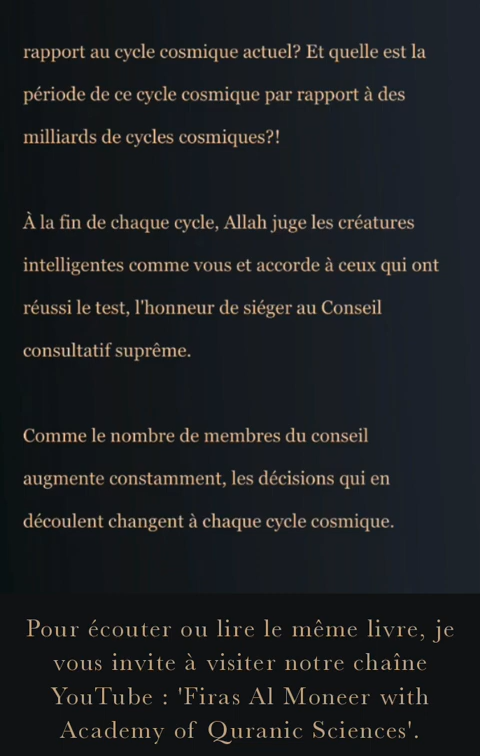 rapport au cycle cosmique actuel? Et quelle est la
période de ce cycle cosmique par rapport à des
milliards de cycles cosmiques?!
À la fin de chaque cycle, Allah juge les créatures
intelligentes comme vous et accorde à ceux qui ont
réussi le test, l'honneur de siéger au Conseil
consultatif suprême.
Comme le nombre de membres du conseil
augmente constamment, les décisions qui en
découlent changent à chaque cycle cosmique.
Pour écouter ou lire le même livre, je
vous invite à visiter notre chaîne
YouTube : 'Firas Al Moneer with
Academy of Quranic Sciences'.